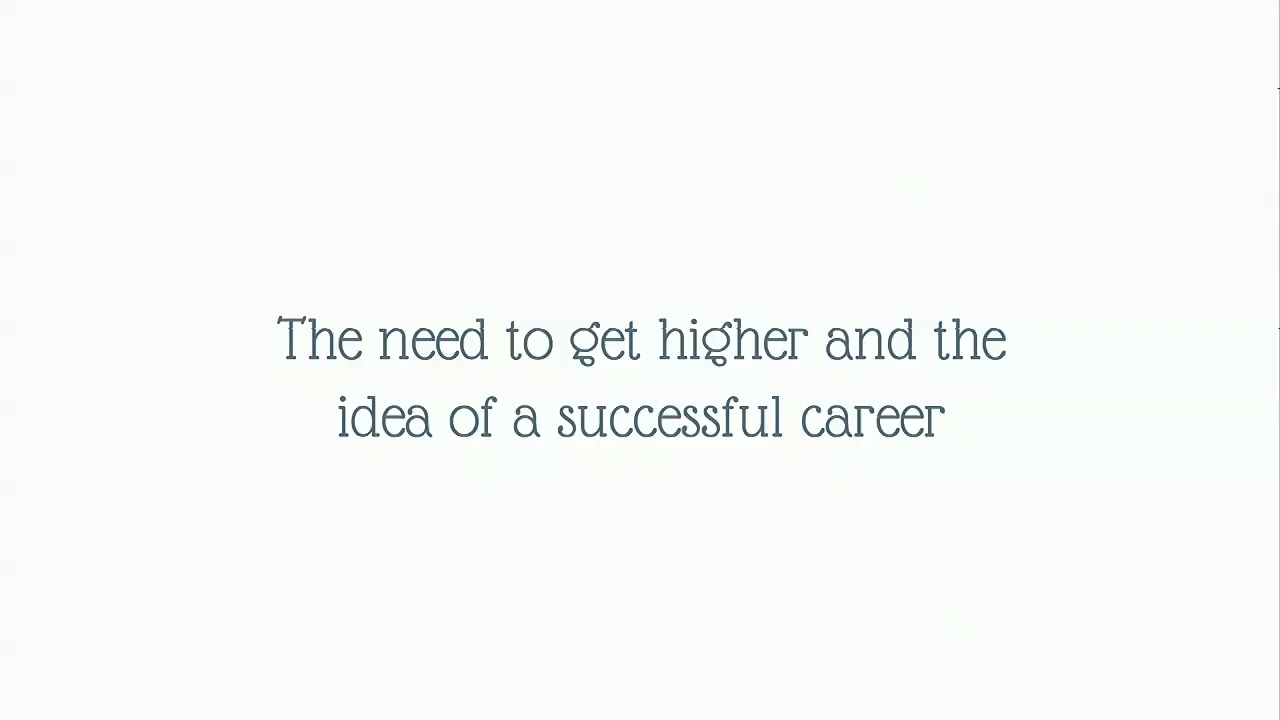 The need to get higher and the
idea of a successful career